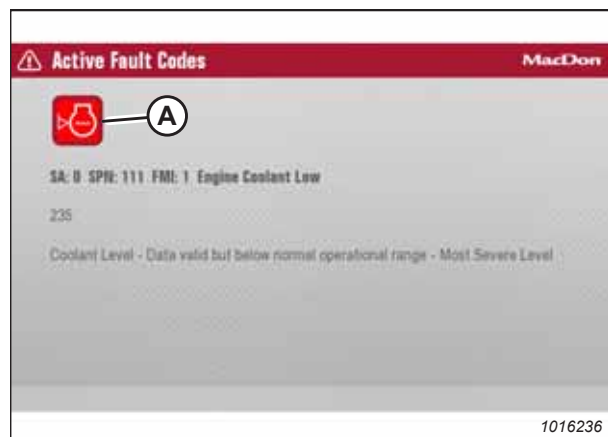 Active Fault Codes MacDon
A
SA: 0 SPN: 111 FMI: 1 Engine Coolant Low
235
Coolant Level - Data valid but below normal operational range - Most Severe Level
1016236